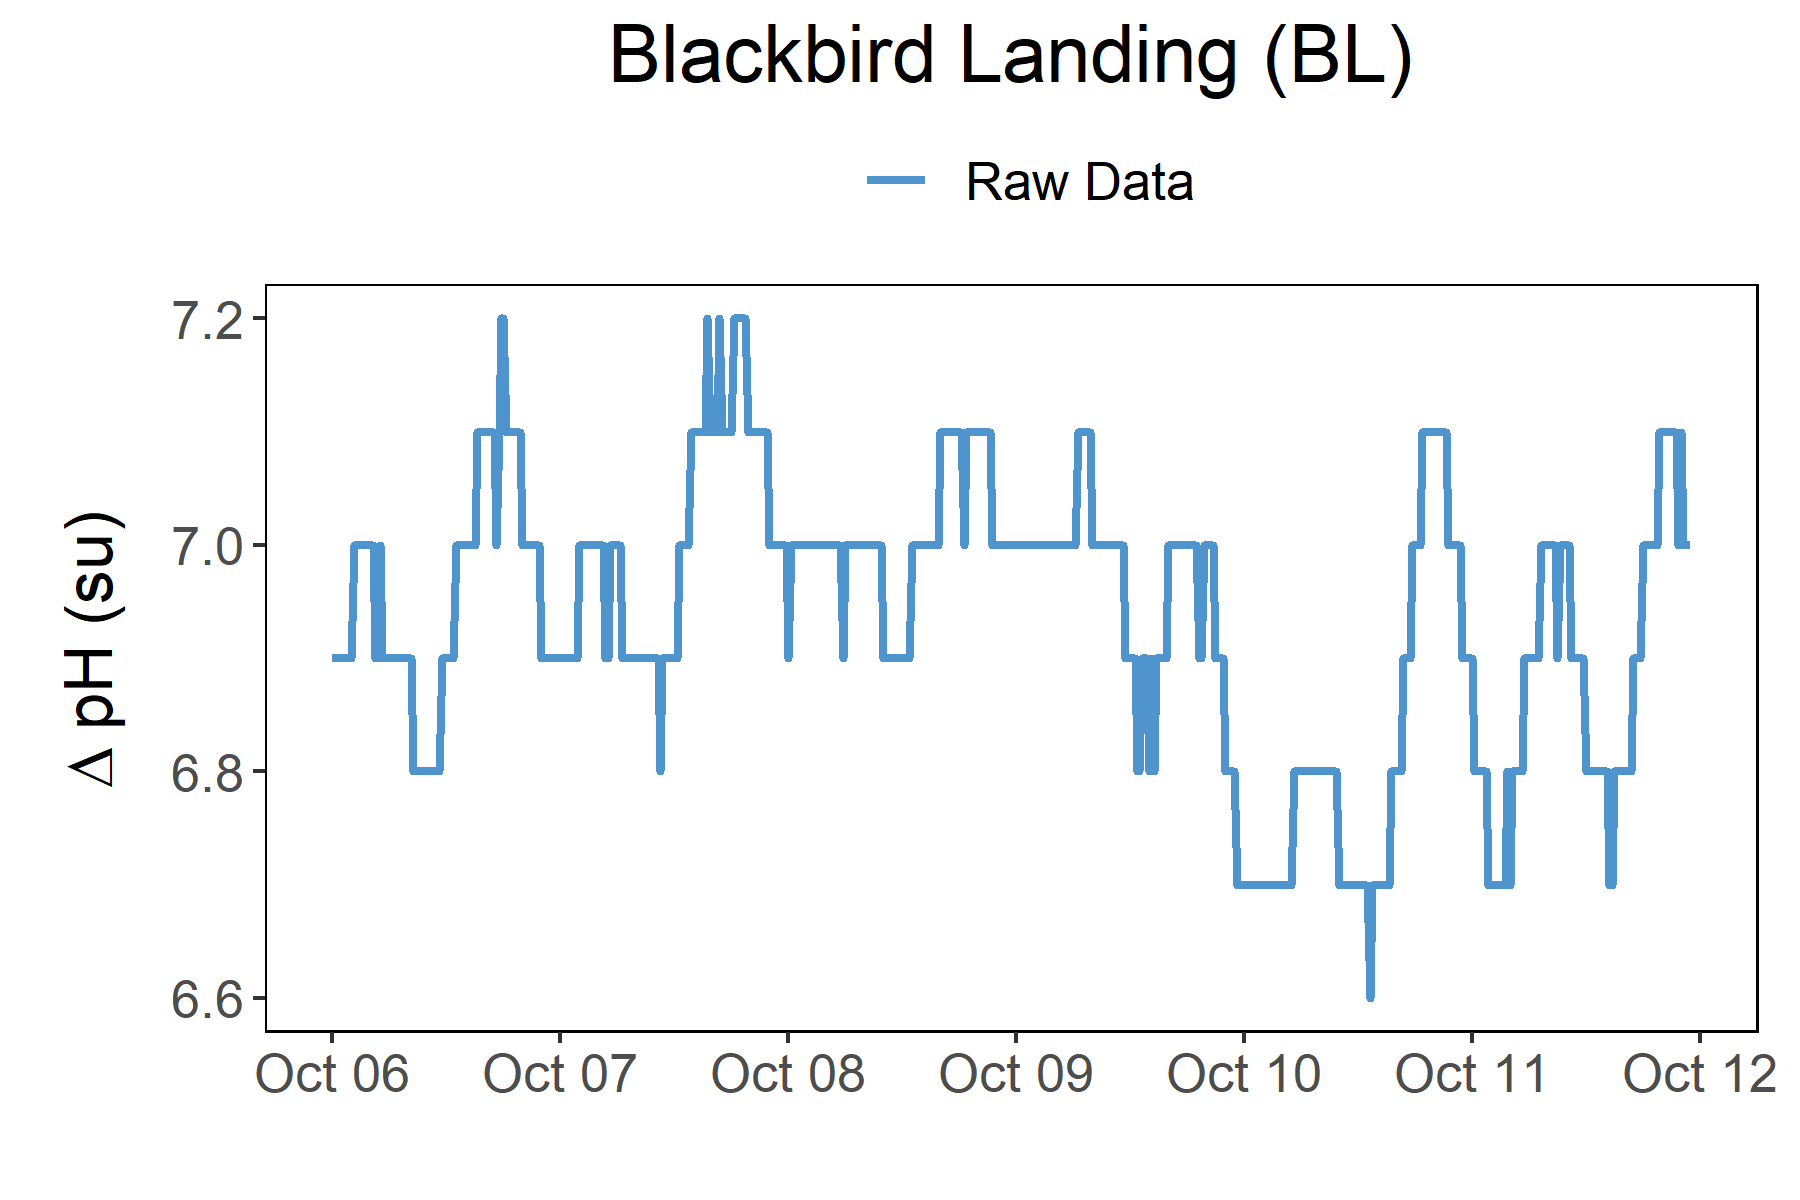 Blackbird Landing (BL)
Raw Data
Δ pH (su)
7.2
7.0
6.8
6.6
Oct 06 Oct 07 Oct 08 Oct 09 Oct 10 Oct 11 Oct 12